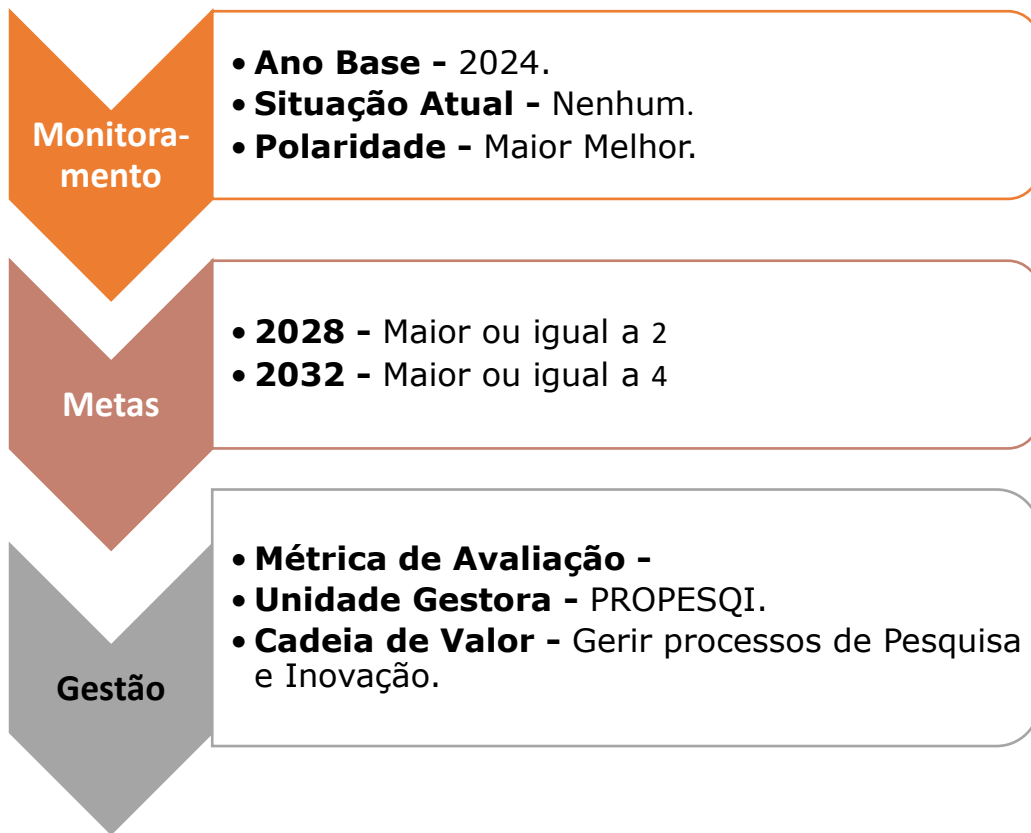 Monitora-
mento
• Ano Base - 2024.
• Situação Atual - Nenhum.
• Polaridade - Maior Melhor.
Metas
• 2028 - Maior ou igual a 2
• 2032 - Maior ou igual a 4
Gestão
• Métrica de Avaliação -
• Unidade Gestora - PROPESQI.
• Cadeia de Valor - Gerir processos de Pesquisa
e Inovação.